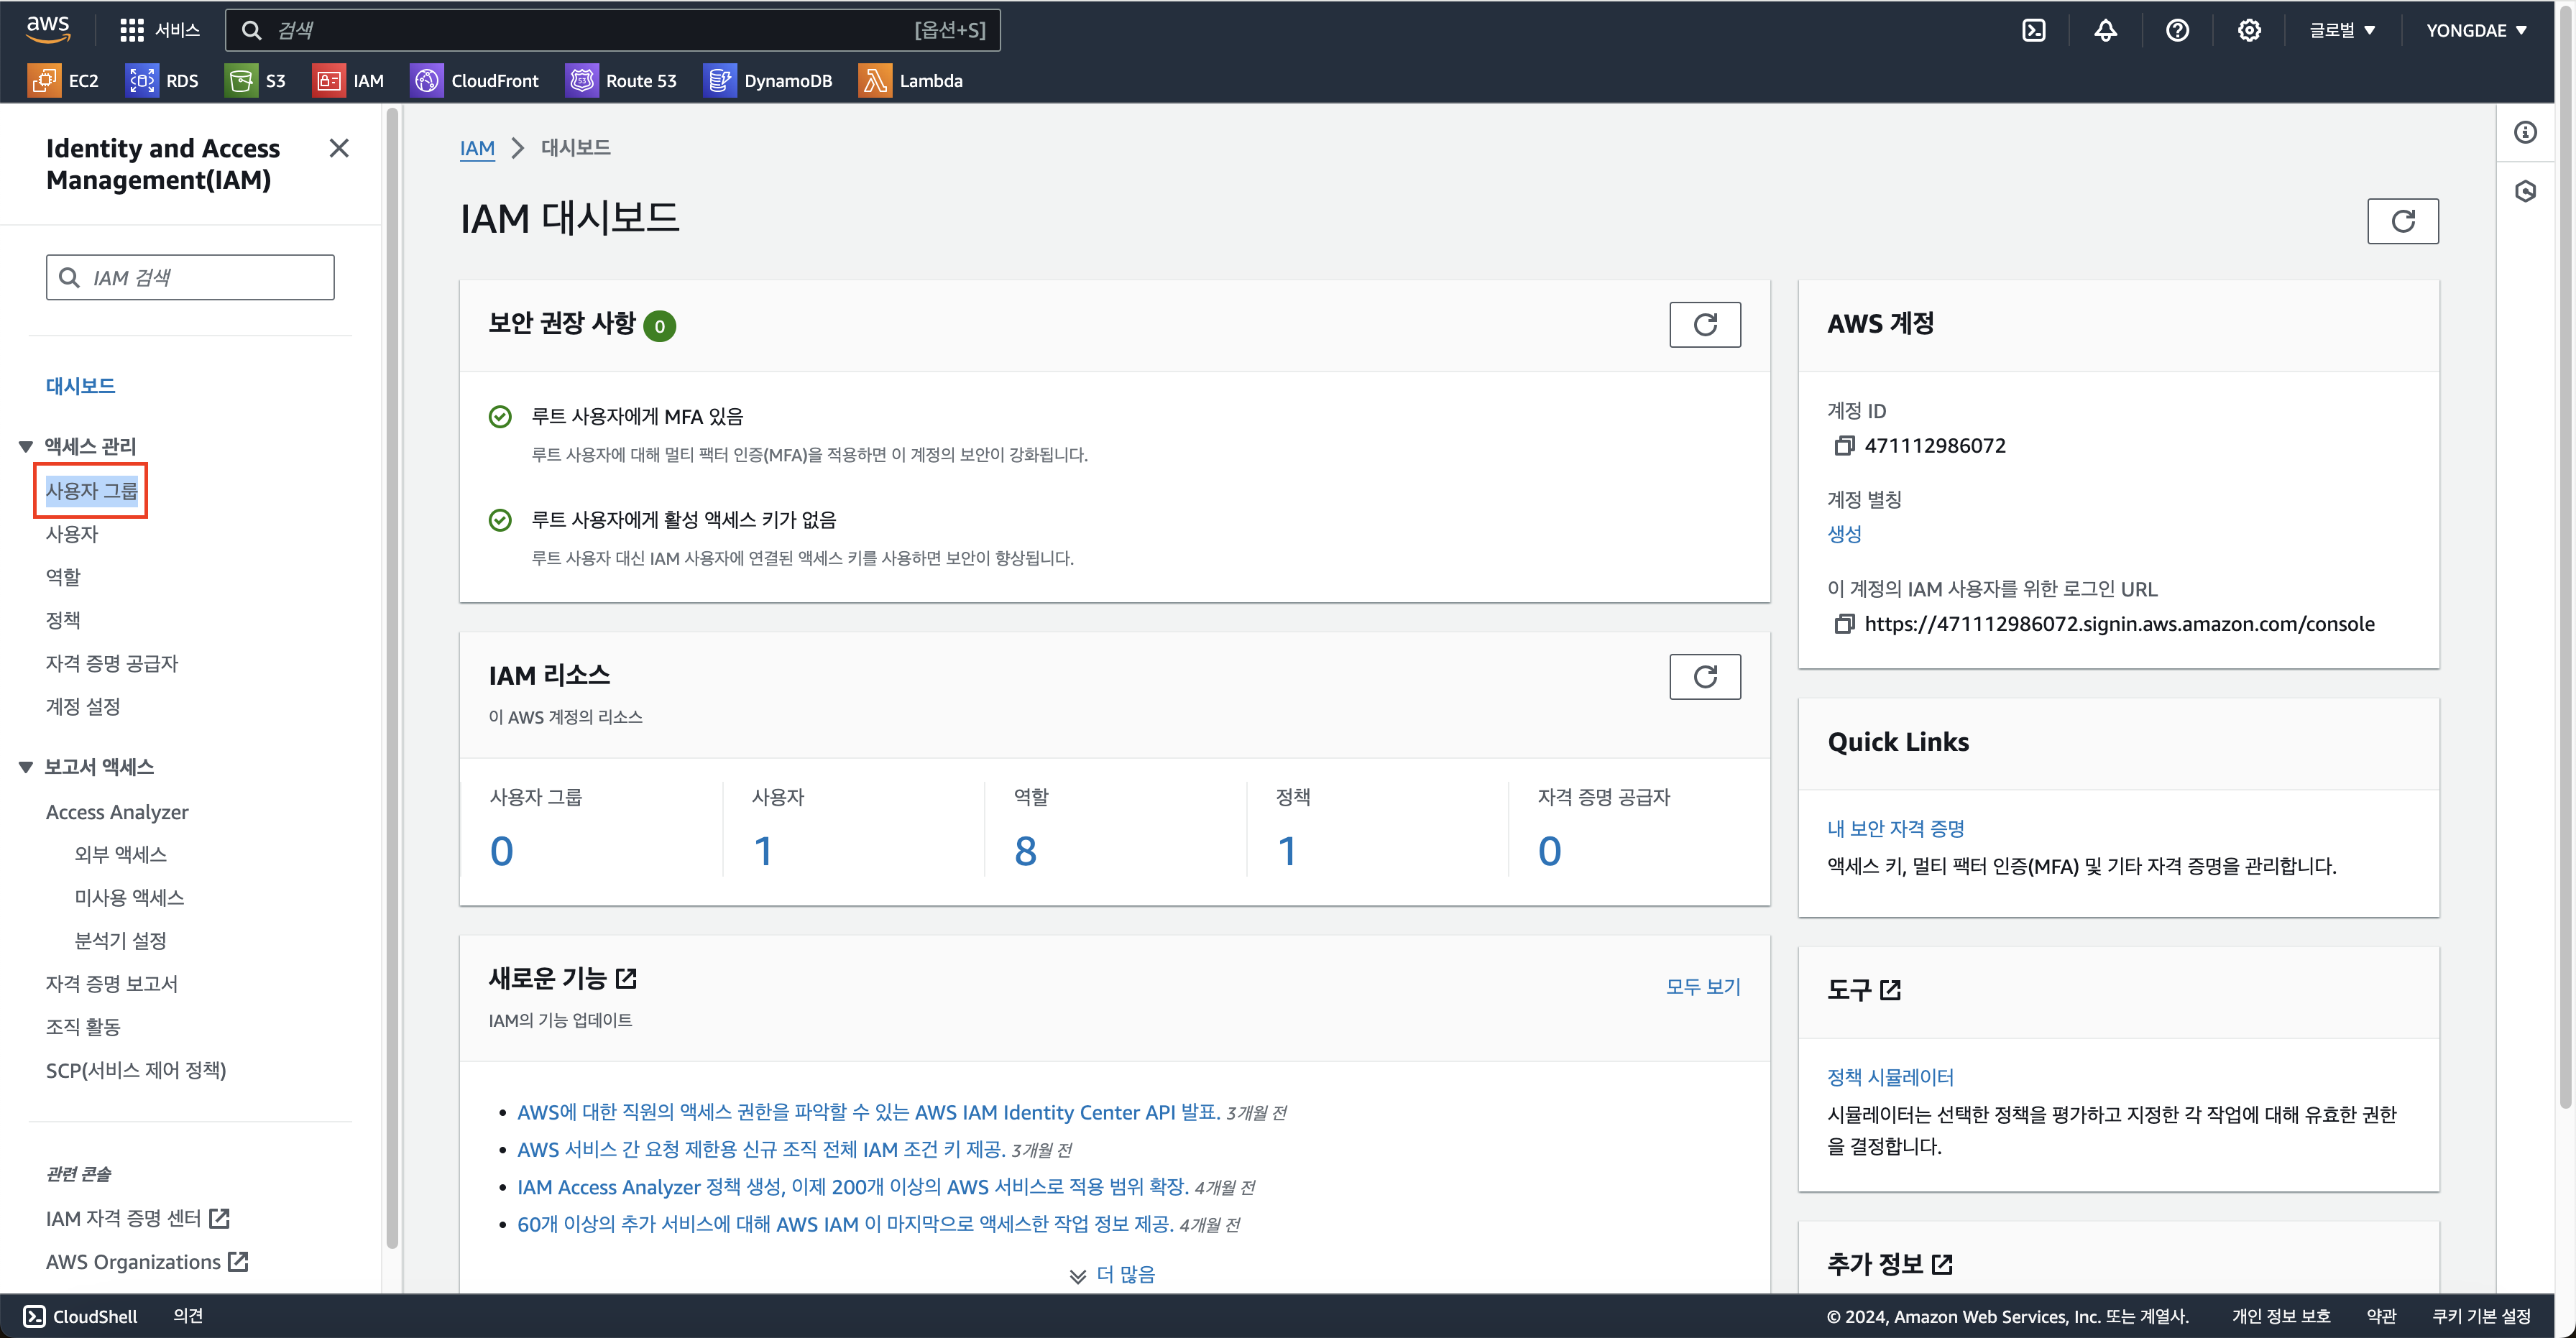 aws
서비스
검색
[옵션+S]
글로벌
YONGDAE
EC2
RDS
S3
IAM
CloudFront
Route 53
DynamoDB
Lambda
Identity and Access
Management(IAM)
IAM 검색
대시보드
액세스 관리
사용자 그룹
사용자
역할
정책
자격 증명 공급자
계정 설정
보고서 액세스
Access Analyzer
외부 액세스
미사용 액세스
분석기 설정
자격 증명 보고서
조직 활동
SCP(서비스 제어 정책)
관련 콘솔
IAM 자격 증명 센터
AWS Organizations
IAM
대시보드
IAM 대시보드
보안 권장 사항 0
루트 사용자에게 MFA 있음
루트 사용자에 대해 멀티 팩터 인증(MFA)을 적용하면 이 계정의 보안이 강화됩니다.
루트 사용자에게 활성 액세스 키가 없음
루트 사용자 대신 IAM 사용자에 연결된 액세스 키를 사용하면 보안이 향상됩니다.
IAM 리소스
이 AWS 계정의 리소스
사용자 그룹
0
사용자
1
역할
8
정책
1
자격 증명 공급자
0
새로운 기능
모두 보기
IAM의 기능 업데이트
AWS에 대한 직원의 액세스 권한을 파악할 수 있는 AWS IAM Identity Center API 발표. 3개월 전
AWS 서비스 간 요청 제한용 신규 조직 전체 IAM 조건 키 제공. 3개월 전
IAM Access Analyzer 정책 생성, 이제 200개 이상의 AWS 서비스로 적용 범위 확장. 4개월 전
60개 이상의 추가 서비스에 대해 AWS IAM 이 마지막으로 액세스한 작업 정보 제공. 4개월 전
더 많음
AWS 계정
계정 ID
471112986072
계정 별칭
생성
이 계정의 IAM 사용자를 위한 로그인 URL
https://471112986072.signin.aws.amazon.com/console
Quick Links
내 보안 자격 증명
액세스 키, 멀티 팩터 인증(MFA) 및 기타 자격 증명을 관리합니다.
도구
정책 시뮬레이터
시뮬레이터는 선택한 정책을 평가하고 지정한 각 작업에 대해 유효한 권한
을 결정합니다.
추가 정보
CloudShell
의견
© 2024, Amazon Web Services, Inc. 또는 계열사.
개인 정보 보호
약관
쿠키 기본 설정